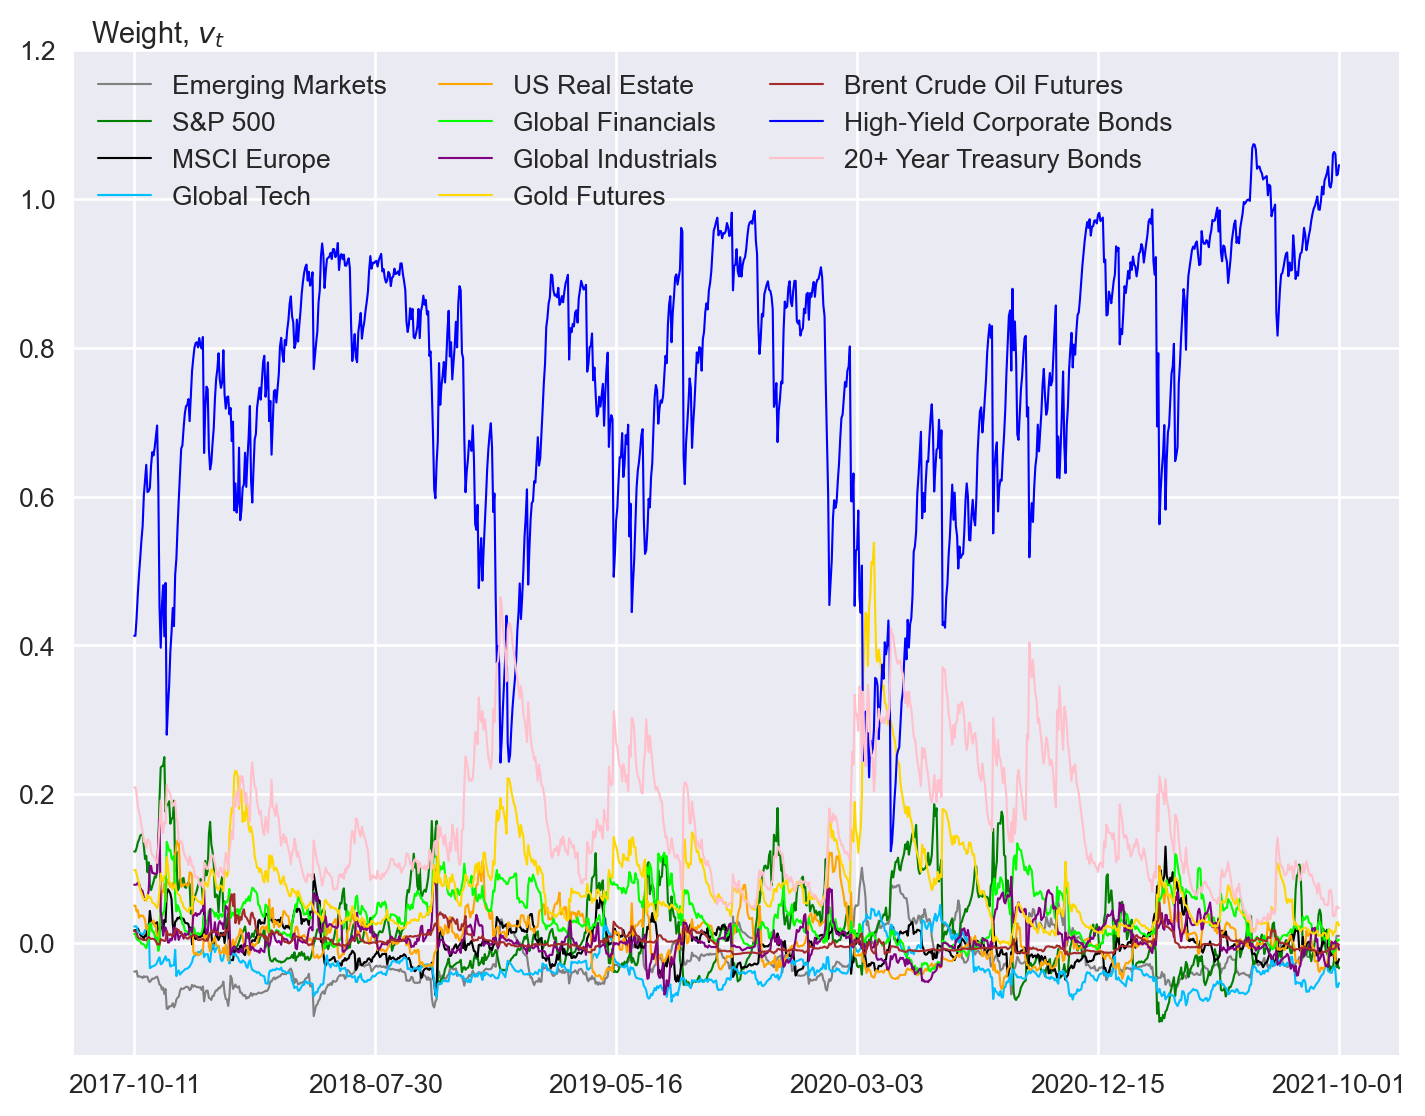 Weight, vt
1.2
1.0
0.8
0.6
0.4
0.2
0.0
Emerging Markets
S&P 500
MSCI Europe
Global Tech
US Real Estate
Global Financials
Global Industrials
Gold Futures
Brent Crude Oil Futures
High-Yield Corporate Bonds
20+ Year Treasury Bonds
2017-10-11 2018-07-30 2019-05-16 2020-03-03 2020-12-15 2021-10-01